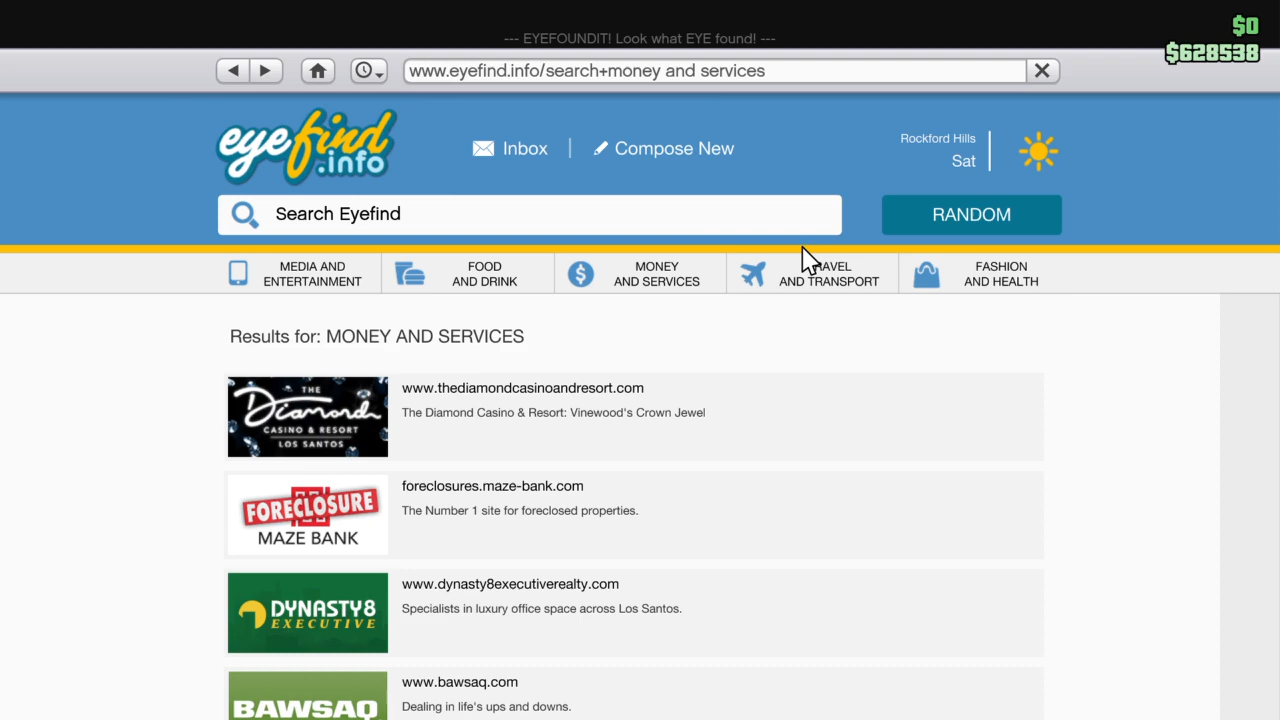 $0
--- EYEFOUNDIT! Look what EYE found! ---
$628538
www.eyefind.info/search+money and services
eyefind
.info
Inbox
Compose New
Rockford Hills
Sat
Search Eyefind
RANDOM
MEDIA AND
ENTERTAINMENT
FOOD
AND DRINK
MONEY
AND SERVICES
AVEL
AND TRANSPORT
FASHION
AND HEALTH
Results for: MONEY AND SERVICES
THE
Diamond
CASINO & RESORT
LOS SANTOS
www.thediamondcasinoandresort.com
The Diamond Casino & Resort: Vinewood's Crown Jewel
FORECLOSURE
MAZE BANK
foreclosures.maze-bank.com
The Number 1 site for foreclosed properties.
DYNASTY8
EXECUTIVE
www.dynasty8executiverealty.com
Specialists in luxury office space across Los Santos.
BAWSAQ
www.bawsaq.com
Dealing in life's ups and downs.